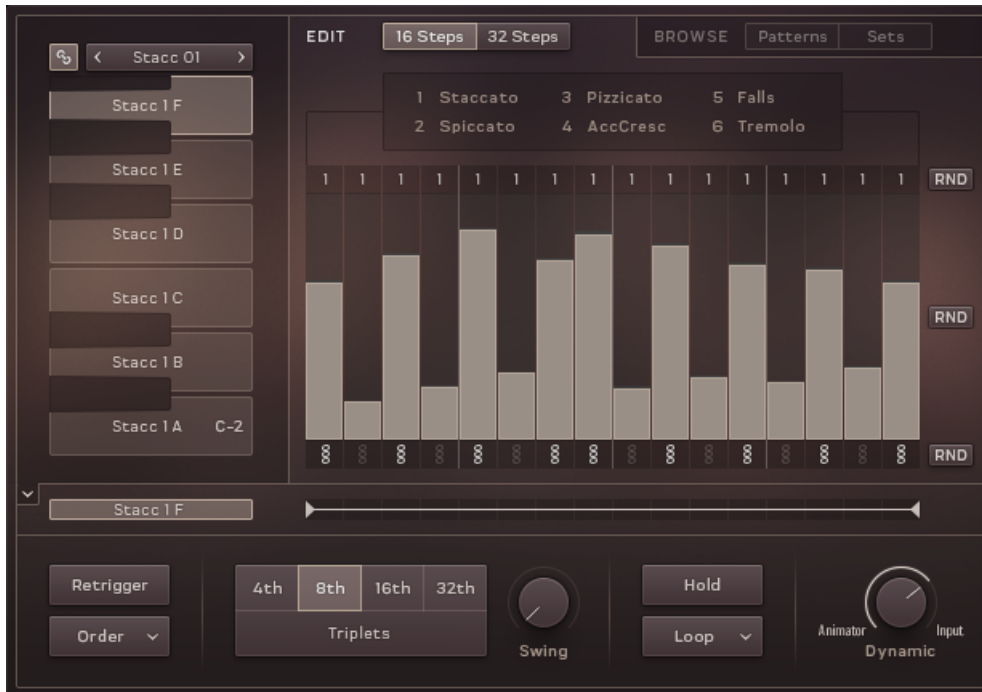 EDIT 16 Steps 32 Steps BROWSE Patterns Sets
Stacc 01
1 Staccato 3 Pizzicato 5 Falls
2 Spiccato 4 AccCresc 6 Tremolo
Stacc 1 F
Stacc 1 E
Stacc 1 D
Stacc 1 C
Stacc 1 B
Stacc 1 A C-2
1 1 1 1 1 1 1 1 1 1 1 1 1 1 1 1 RND
RND
RND
Stacc 1 F
Retrigger
Order
4th 8th 16th 32th
Triplets
Swing
Hold
Loop
Animator Input
Dynamic